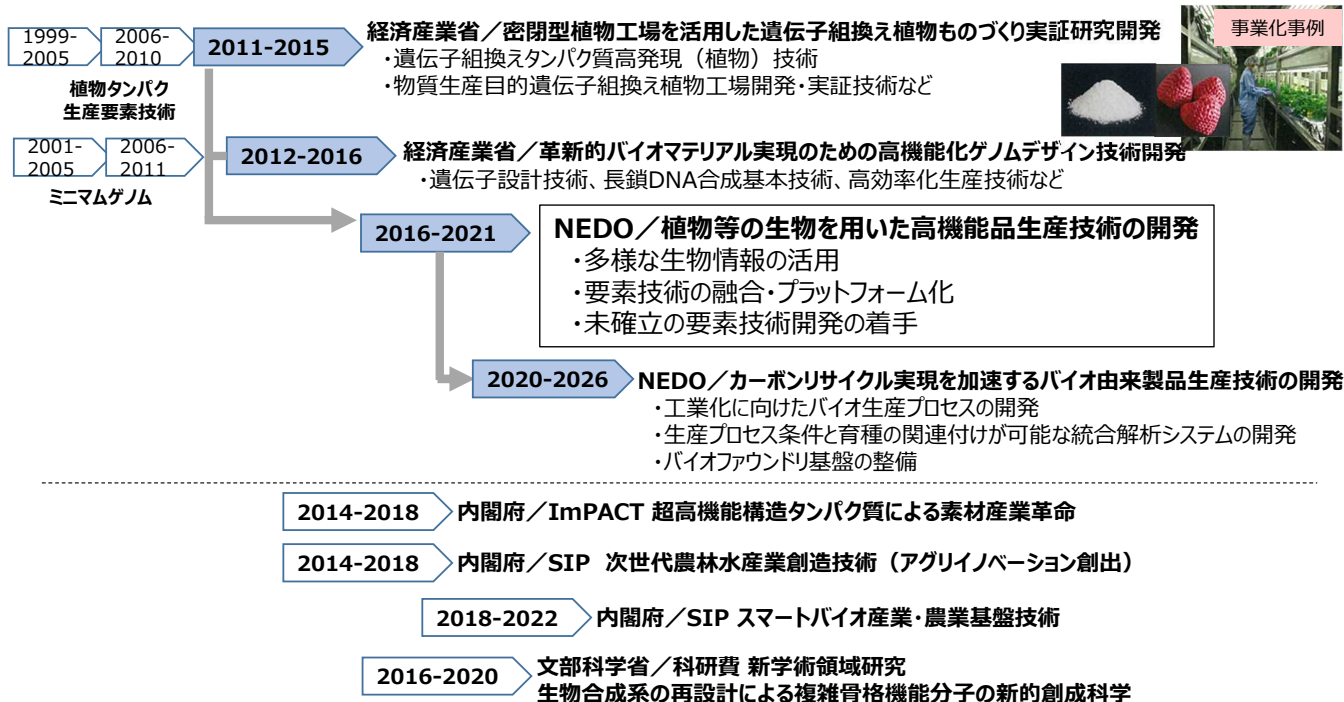 1999-
2005
2006-
2010
2011-2015
経済産業省／密閉型植物工場を活用した遺伝子組換え植物ものづくり実証研究開発
・遺伝子組換えタンパク質高発現（植物）技術
・物質生産目的遺伝子組換え植物工場開発・実証技術など
事業化事例
植物タンパク
生産要素技術
2001-
2005
2006-
2011
2012-2016
経済産業省／革新的バイオマテリアル実現のための高機能化ゲノムデザイン技術開発
・遺伝子設計技術、長鎖DNA合成基本技術、高効率化生産技術など
ミニマムゲノム
2016-2021
NEDO／植物等の生物を用いた高機能品生産技術の開発
・多様な生物情報の活用
・要素技術の融合・プラットフォーム化
・未確立の要素技術開発の着手
2020-2026
NEDO／カーボンリサイクル実現を加速するバイオ由来製品生産技術の開発
・工業化に向けたバイオ生産プロセスの開発
・生産プロセス条件と育種の関連付けが可能な統合解析システムの開発
・バイオファウンドリ基盤の整備
2014-2018
内閣府／ImPACT 超高機能構造タンパク質による素材産業革命
2014-2018
内閣府／SIP 次世代農林水産業創造技術（アグリイノベーション創出）
2018-2022
内閣府／SIP スマートバイオ産業・農業基盤技術
2016-2020
文部科学省／科研費 新学術領域研究
生物合成系の再設計による複雑骨格機能分子の新的創成科学